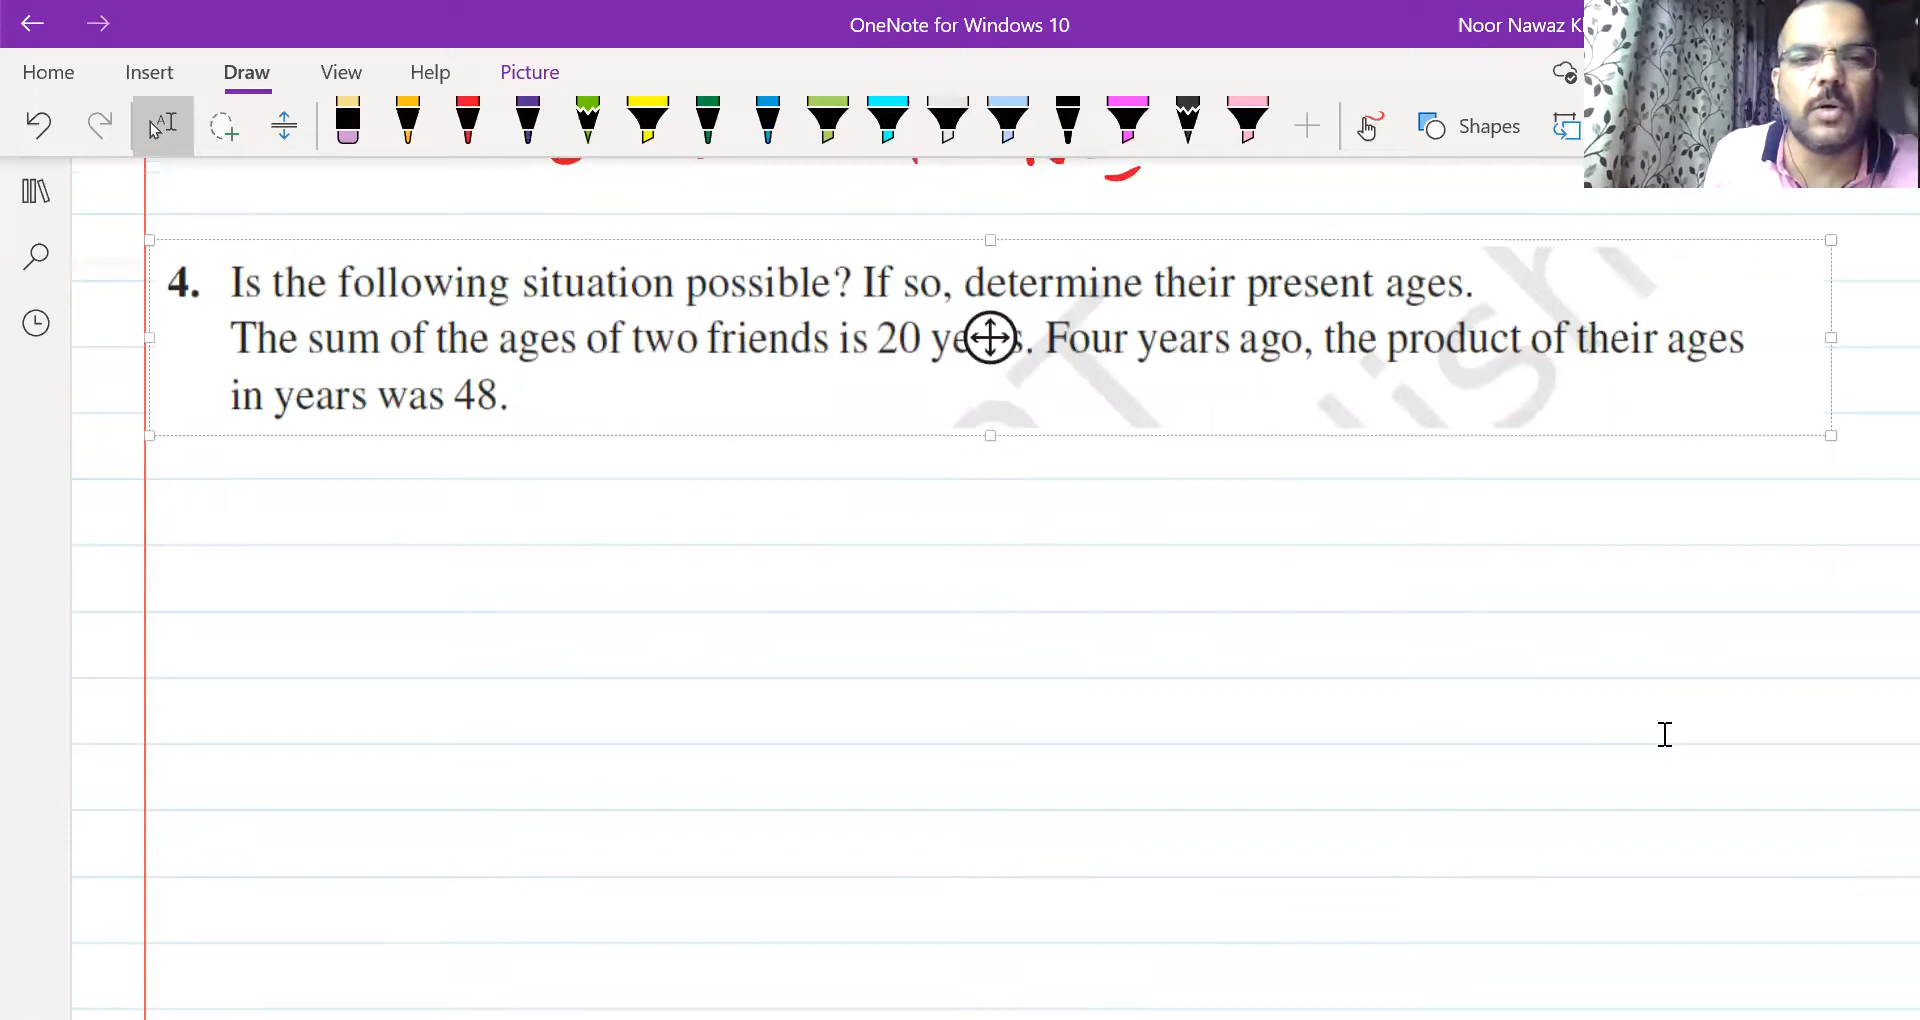 OneNote for Windows 10
Noor Nawaz K
Home Insert Draw View Help Picture
Shapes
4. Is the following situation possible? If so, determine their present ages.
The sum of the ages of two friends is 20 . Four years ago, the product of their ages
in years was 48.